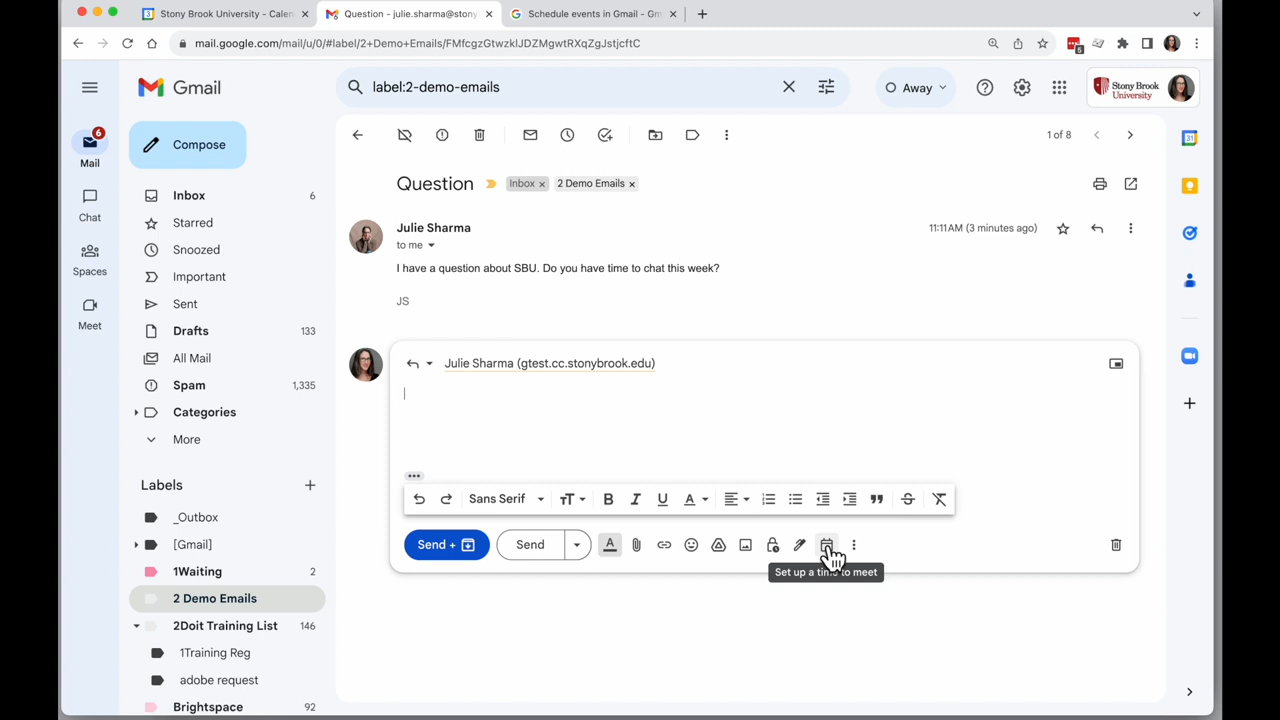 Stony Brook University - Calen
Question - julie.sharma@stony
Schedule events in Gmail - Gm
mail.google.com/mail/u/0/#label/2+Demo+Emails/FMfcgzGtwzklJDZMgwtRXqZgJstjcftC
5
Gmail
label:2-demo-emails
Away
Stony Brook
University
6
Mail
Chat
Spaces
Meet
Compose
Inbox 6
Starred
Snoozed
Important
Sent
Drafts 133
All Mail
Spam 1,335
Categories
More
Labels
_Outbox
[Gmail]
1Waiting 2
2 Demo Emails
2Doit Training List 146
1Training Reg
adobe request
Brightspace 92
1 of 8
Question Inbox 2 Demo Emails
Julie Sharma 11:11 AM (3 minutes ago)
to me
I have a question about SBU. Do you have time to chat this week?
JS
Julie Sharma (gtest.cc.stonybrook.edu)
Sans Serif
Send + Send
Set up a time to meet
31